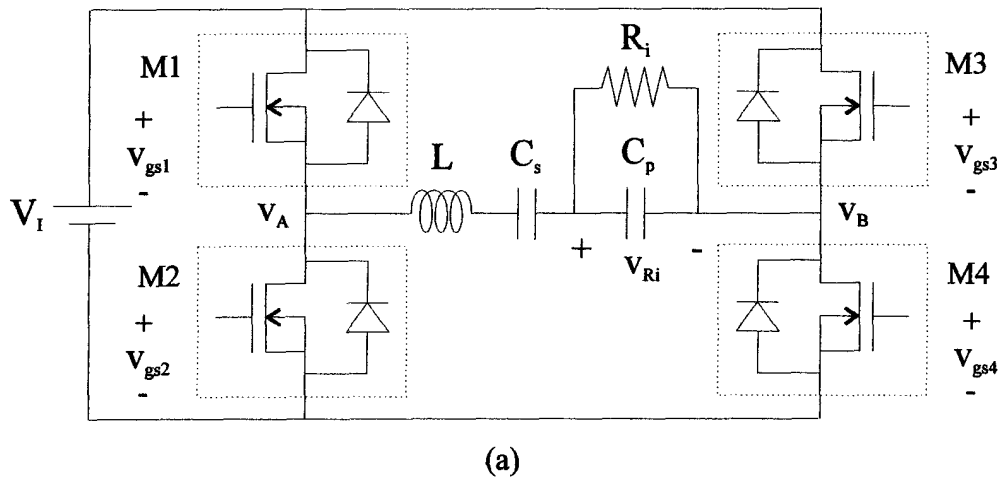 M1
+
v_gs1
-
V_I
v_A
M2
+
v_gs2
-
L
C_s
R_i
C_p
+
v_Ri
-
M3
+
v_gs3
-
v_B
M4
+
v_gs4
-
(a)